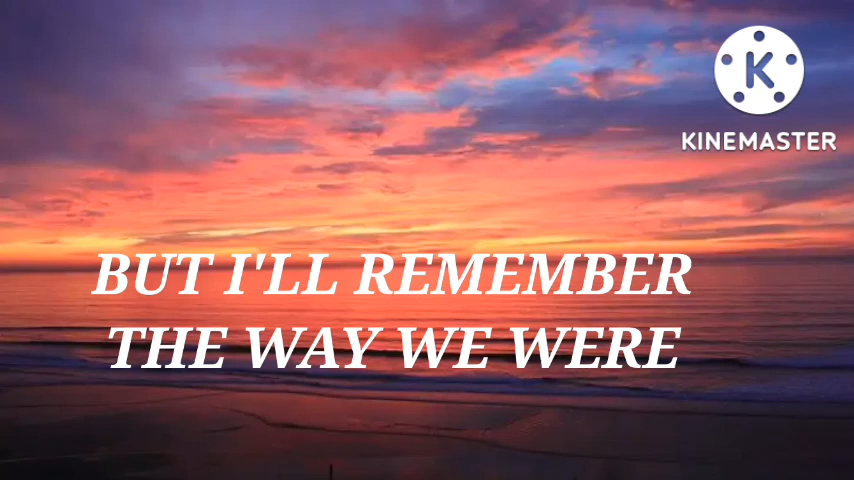 K
KINEMASTER
BUT I'LL REMEMBER
THE WAY WE WERE